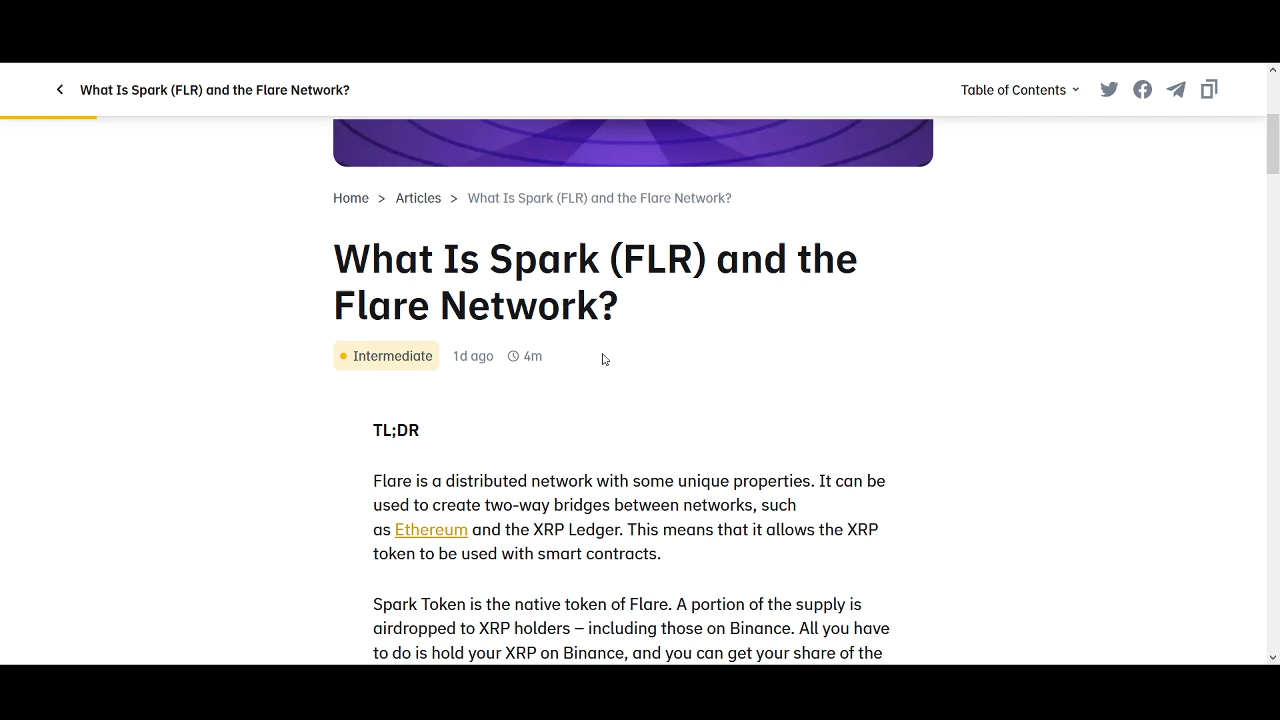 What Is Spark (FLR) and the Flare Network?
Table of Contents
Home > Articles > What Is Spark (FLR) and the Flare Network?
What Is Spark (FLR) and the
Flare Network?
Intermediate 1d ago 4m
TL;DR
Flare is a distributed network with some unique properties. It can be
used to create two-way bridges between networks, such
as Ethereum and the XRP Ledger. This means that it allows the XRP
token to be used with smart contracts.
Spark Token is the native token of Flare. A portion of the supply is
airdropped to XRP holders – including those on Binance. All you have
to do is hold your XRP on Binance, and you can get your share of the